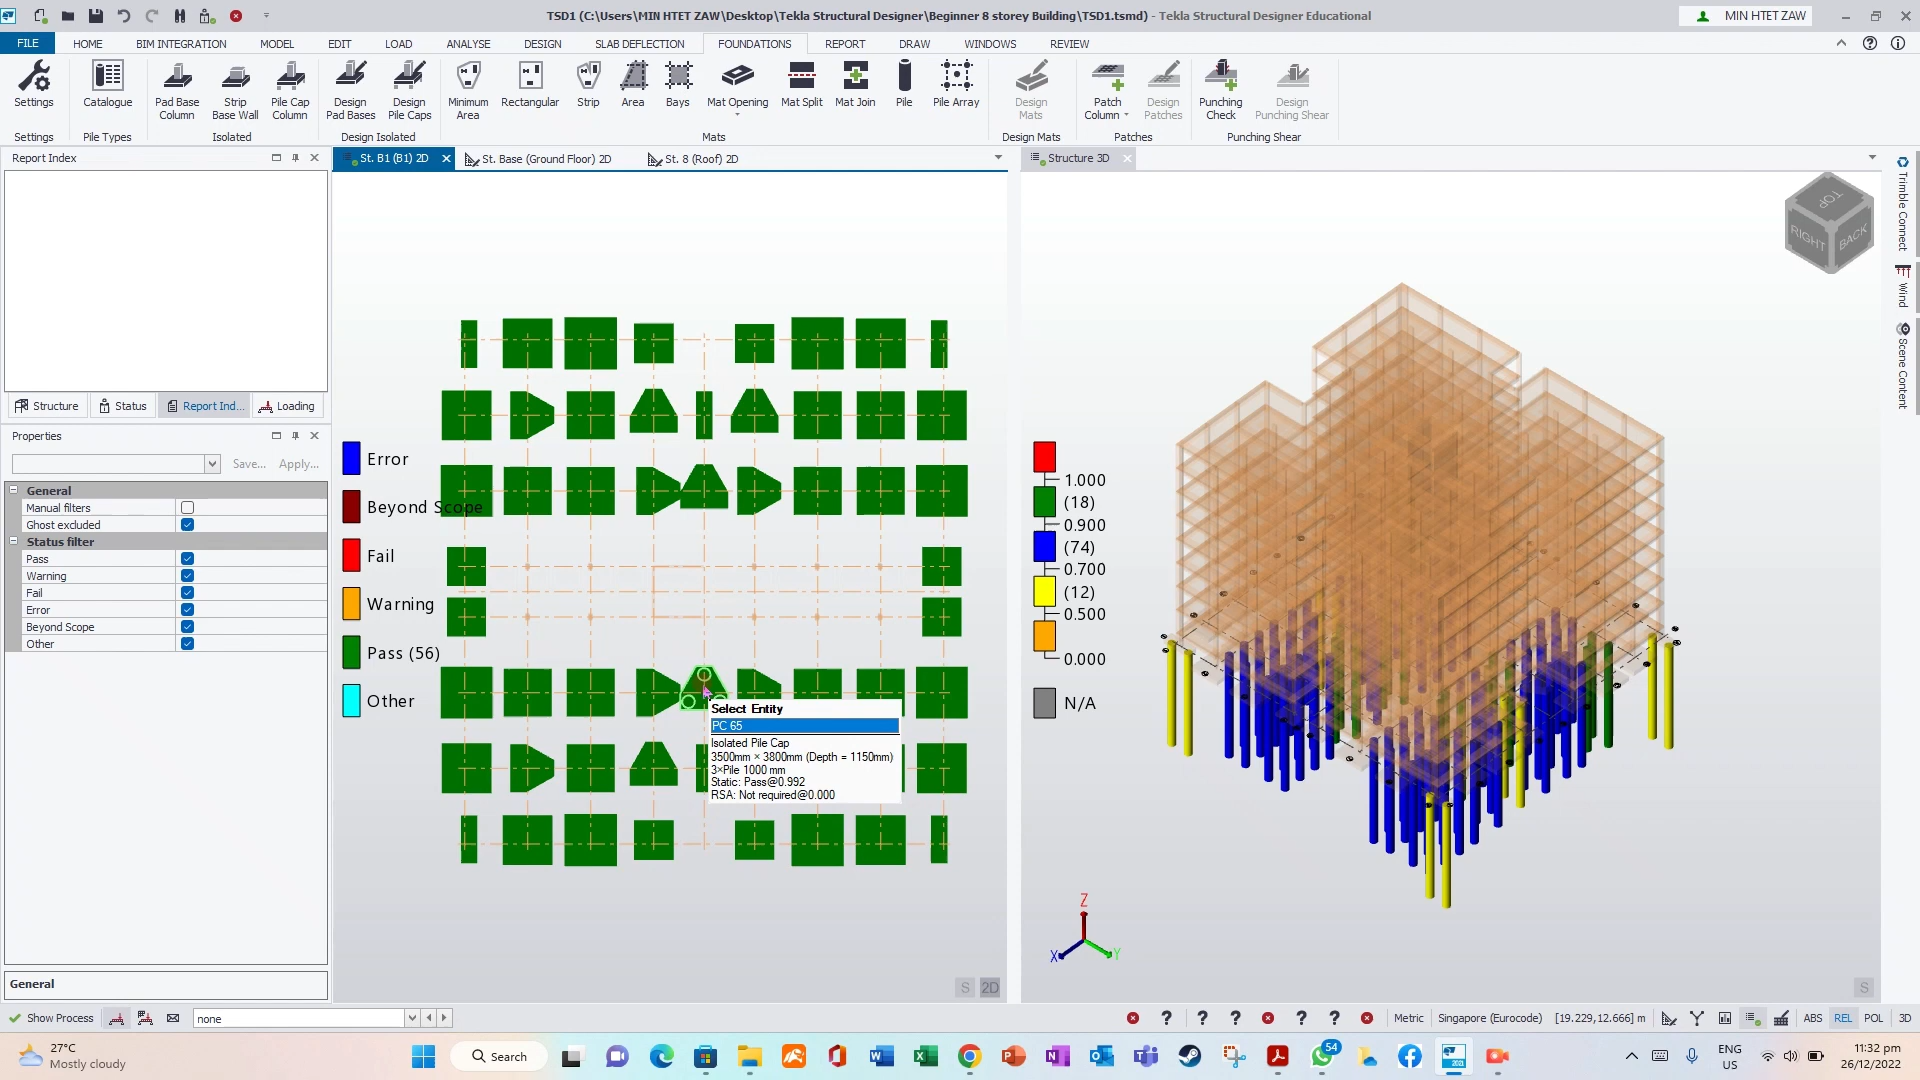 TSD1 (C:\Users\MIN HTET ZAW\Desktop\Tekla Structural Designer\Beginner 8 storey Building\TSD1.tsmd) - Tekla Structural Designer Educational
MIN HTET ZAW
FILE HOME BIM INTEGRATION MODEL EDIT LOAD ANALYSE DESIGN SLAB DEFLECTION FOUNDATIONS REPORT DRAW WINDOWS REVIEW
Settings
Catalogue
Pad Base Column
Strip Base Wall
Pile Cap Column
Design Pad Bases
Design Pile Caps
Minimum Area
Rectangular
Strip
Area
Bays
Mat Opening
Mat Split
Mat Join
Pile
Pile Array
Design Mats
Patch Column
Design Patches
Punching Check
Design Punching Shear
Settings Pile Types Isolated Design Isolated Mats Design Mats Patches Punching Shear
Report Index
Structure Status Report Ind... Loading
Properties
Save... Apply...
General
Manual filters
Ghost excluded
Status filter
Pass
Warning
Fail
Error
Beyond Scope
Other
General
St. B1 (B1) 2D St. Base (Ground Floor) 2D St. 8 (Roof) 2D
Error
Beyond Scope
Fail
Warning
Pass (56)
Other
Select Entity
PC 65
Isolated Pile Cap
3500mm × 3800mm (Depth = 1150mm)
3×Pile 1000 mm
Static: Pass@0.992
RSA: Not required@0.000
S 2D
Structure 3D
TOP
RIGHT BACK
1.000
(18)
0.900
(74)
0.700
(12)
0.500
0.000
N/A
Z
X Y
S
Trimble Connect
Wind
Scene Content
Show Process none Metric Singapore (Eurocode) [19.229,12.666] m ABS REL POL 3D
27°C
Mostly cloudy
Search
54
ENG
US
11:32 pm
26/12/2022